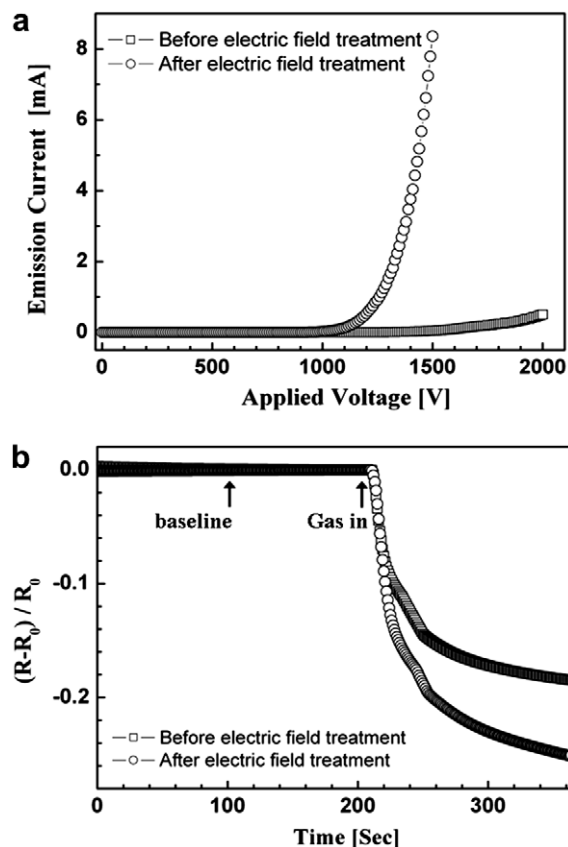 a
Before electric field treatment
After electric field treatment
8
6
4
2
0
Emission Current [mA]
0 500 1000 1500 2000
Applied Voltage [V]
b
0.0
-0.1
-0.2
(R-R₀) / R₀
baseline
Gas in
Before electric field treatment
After electric field treatment
0 100 200 300
Time [Sec]